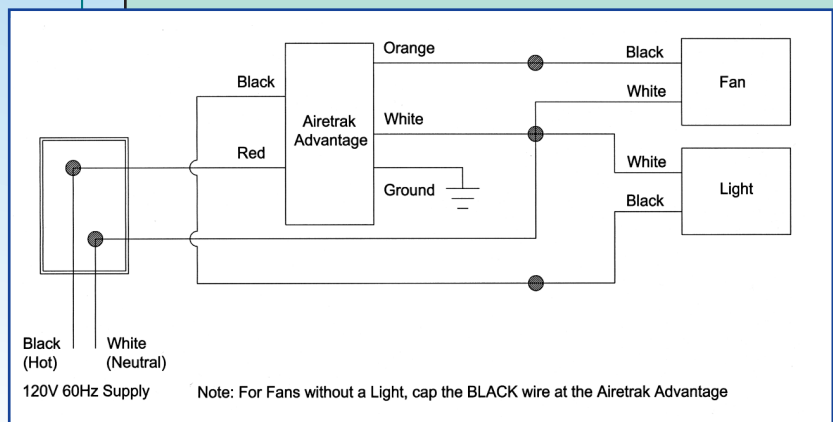 Orange
Black
Black
Fan
White
Airetrak
Advantage
White
Red
White
Light
Ground
Black
Black
(Hot)
White
(Neutral)
120V 60Hz Supply
Note: For Fans without a Light, cap the BLACK wire at the Airetrak Advantage